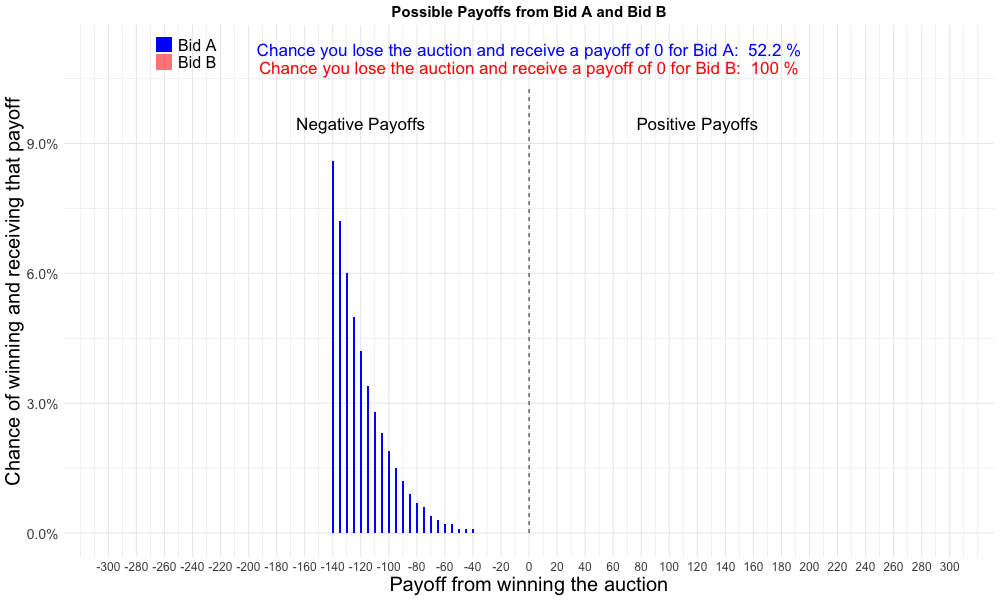 Possible Payoffs from Bid A and Bid B
Bid A
Bid B
Chance you lose the auction and receive a payoff of 0 for Bid A: 52.2 %
Chance you lose the auction and receive a payoff of 0 for Bid B: 100 %
Negative Payoffs
Positive Payoffs
Chance of winning and receiving that payoff
9.0%
6.0%
3.0%
0.0%
-300 -280 -260 -240 -220 -200 -180 -160 -140 -120 -100 -80 -60 -40 -20 0 20 40 60 80 100 120 140 160 180 200 220 240 260 280 300
Payoff from winning the auction